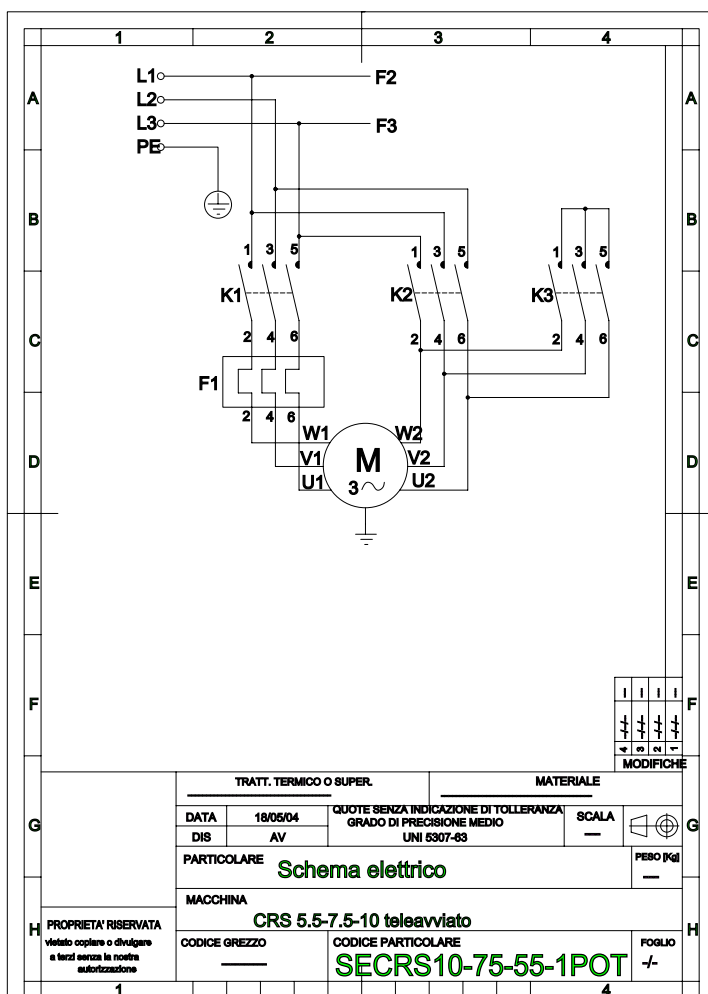 1 2 3 4
L1 F2
A A
L2
L3 F3
PE
B B
1 3 5 1 3 5 1 3 5
K1 K2 K3
2 4 6 2 4 6 2 4 6
C C
F1
2 4 6
W1 W2
V1 M V2
D D
U1 3 U2
E E
F F
4 3 2 1
MODIFICHE
TRATT. TERMICO O SUPER. MATERIALE
DATA 18/05/04 QUOTE SENZA INDICAZIONE DI TOLLERANZA SCALA
G GRADO DI PRECISIONE MEDIO G
DIS AV UNI 5307-63
PARTICOLARE Schema elettrico PESO [Kg]
MACCHINA
CRS 5.5-7.5-10 teleavviato
H H
PROPRIETA' RISERVATA
vietato copiare o divulgare
a terzi senza la nostra
autorizzazione
CODICE GREZZO CODICE PARTICOLARE FOGLIO
SECRS10-75-55-1POT -/-
1 4